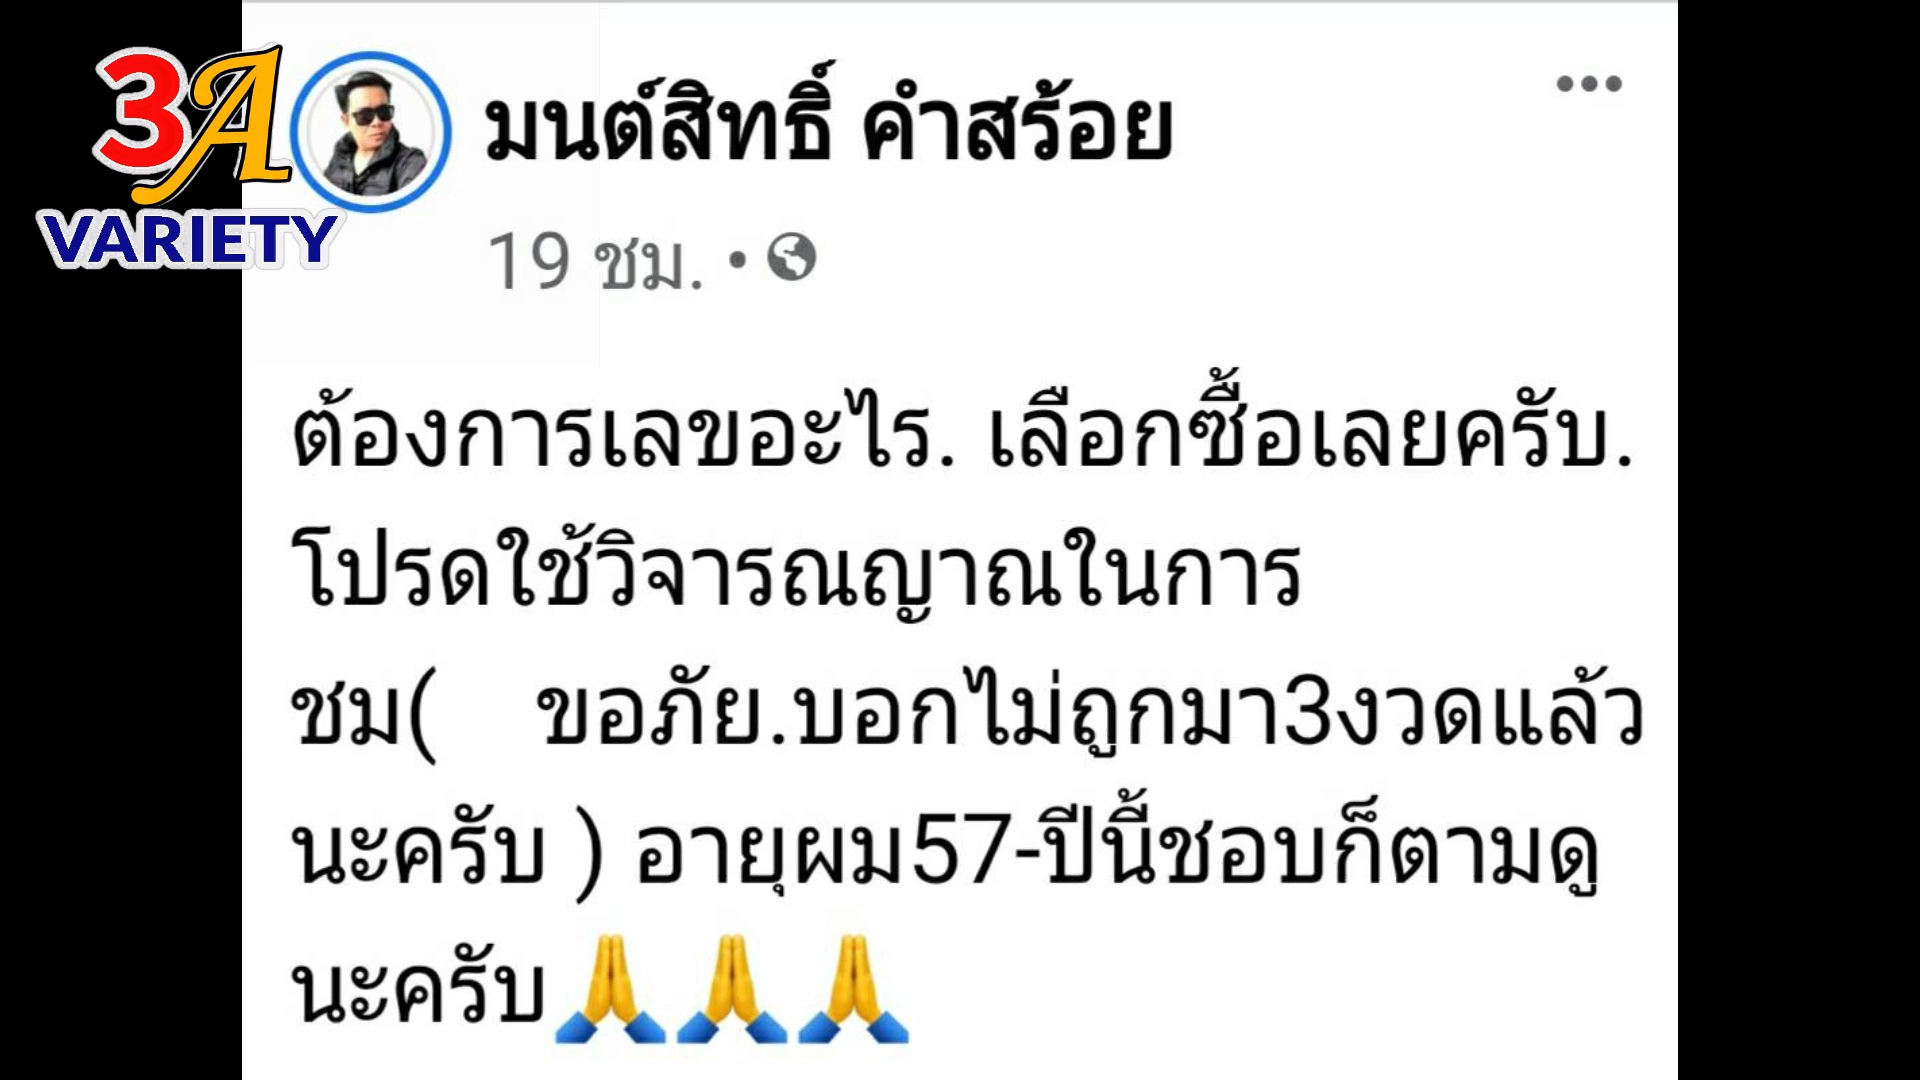 3A
VARIETY
มนต์สิทธิ์ คำสร้อย
19 ชม. •
ต้องการเลขอะไร. เลือกซื้อเลยครับ.
โปรดใช้วิจารณญาณในการ
ชม( ขอภัย.บอกไม่ถูกมา3งวดแล้ว
นะครับ ) อายุผม57-ปีนี้ชอบก็ตามดู
นะครับ🙏🙏🙏